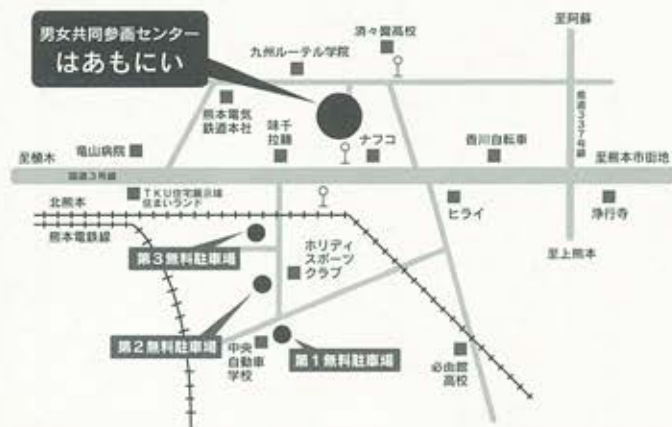 男女共同参画センター
はあもにい
九州ルーテル学院
済々黌高校
至阿蘇
熊本電気
鉄道本社
味千
拉麺
ナフコ
香川自転車
県道337号線
竜山病院
至植木
至熊本市街地
国道3号線
TKU住宅展示場
住まいランド
ヒライ
浄行寺
北熊本
熊本電鉄線
第3無料駐車場
ホリデイ
スポーツ
クラブ
至上熊本
第2無料駐車場
中央
自動車
学校
第1無料駐車場
必由館
高校